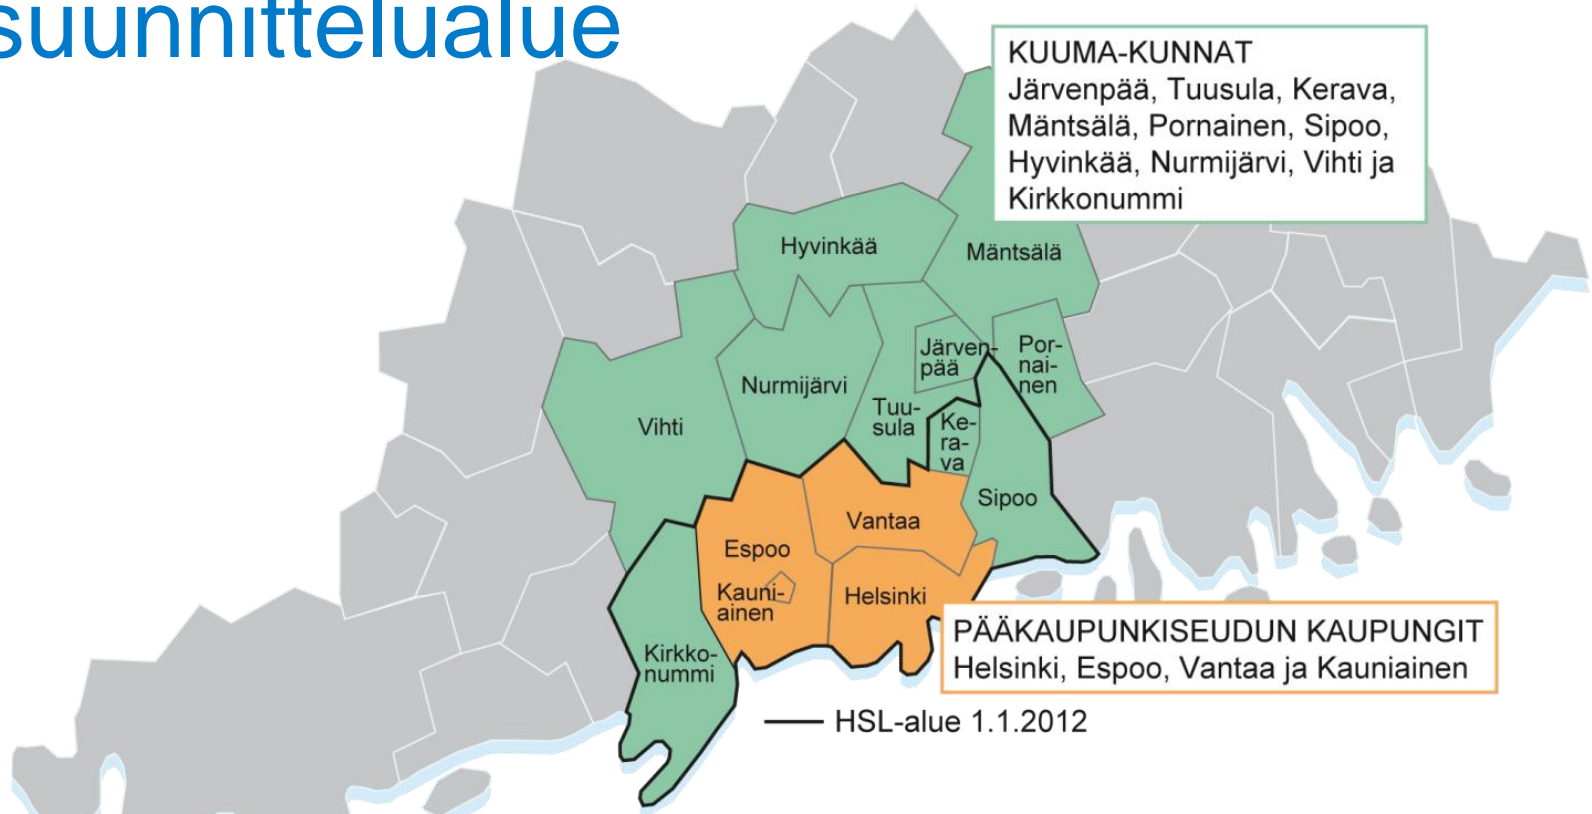 suunnittelualue
KUUMA-KUNNAT
Järvenpää, Tuusula, Kerava,
Mäntsälä, Pornainen, Sipoo,
Hyvinkää, Nurmijärvi, Vihti ja
Kirkkonummi
Hyvinkää
Mäntsälä
Järven-
pää
Por-
nai-
nen
Nurmijärvi
Vihti
Tuu-
sula
Ke-
ra-
va
Sipoo
Vantaa
Espoo
Kauni-
ainen
Helsinki
Kirkko-
nummi
PÄÄKAUPUNKISEUDUN KAUPUNGIT
Helsinki, Espoo, Vantaa ja Kauniainen
HSL-alue 1.1.2012